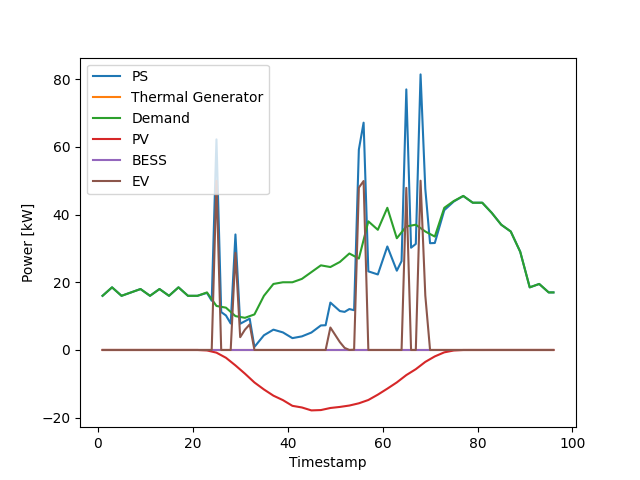 PS
Thermal Generator
Demand
PV
BESS
EV
Power [kW]
80
60
40
20
0
−20
0 20 40 60 80 100
Timestamp